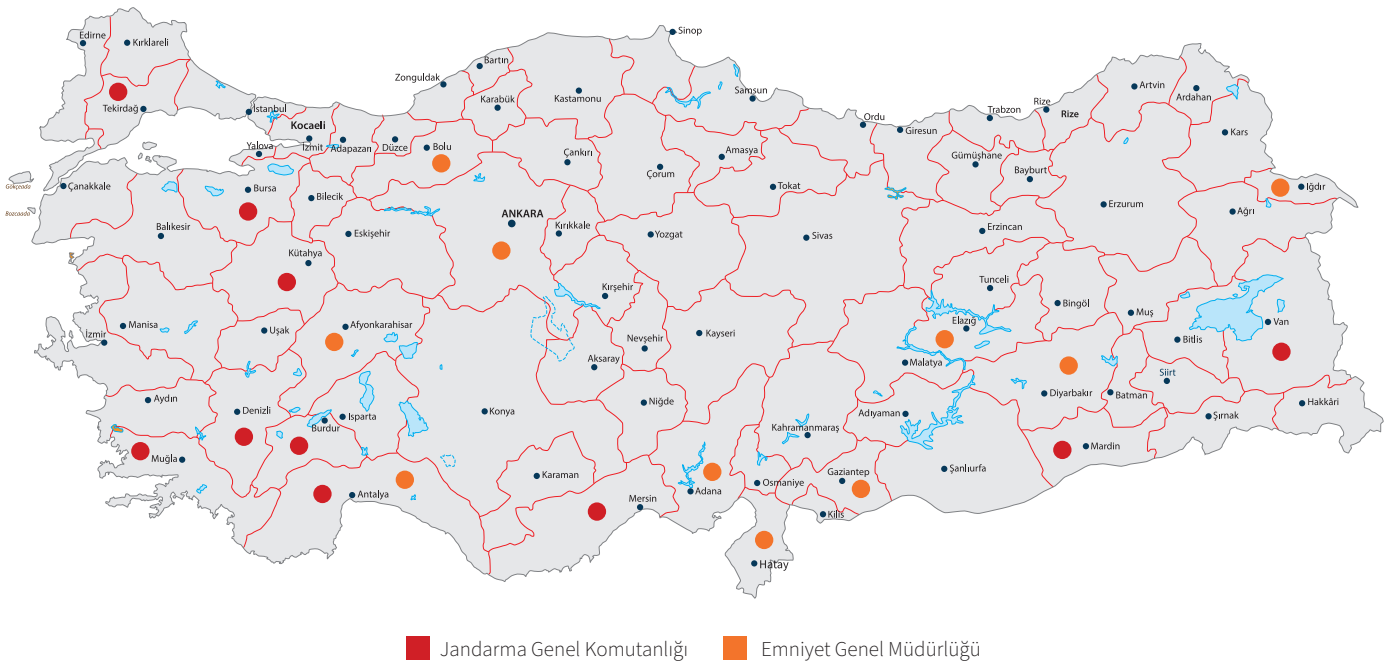 Sinop
Edirne
Kırklareli
Bartın
Zonguldak
Artvin
Samsun
Ardahan
Karabük
Kastamonu
Rize
Tekirdağ
İstanbul
Trabzon
Rize
Ordu
Kocaeli
Giresun
Kars
İzmit
Adapazarı
Düzce
Bolu
Yalova
Çankırı
Amasya
Gümüşhane
Çorum
Bayburt
Gökçeada
Çanakkale
Bursa
Tokat
Iğdır
Bilecik
Erzurum
Bozcaada
ANKARA
Ağrı
Balıkesir
Eskişehir
Kırıkkale
Yozgat
Sivas
Erzincan
Kütahya
Tunceli
Kırşehir
Bingöl
Manisa
Uşak
Afyonkarahisar
Elazığ
Muş
Van
İzmir
Kayseri
Nevşehir
Bitlis
Aksaray
Malatya
Siirt
Aydın
Diyarbakır
Batman
Niğde
Hakkâri
Denizli
Isparta
Konya
Adıyaman
Şırnak
Burdur
Kahramanmaraş
Muğla
Mardin
Karaman
Gaziantep
Şanlıurfa
Osmaniye
Antalya
Mersin
Adana
Kilis
Hatay
Jandarma Genel Komutanlığı
Emniyet Genel Müdürlüğü